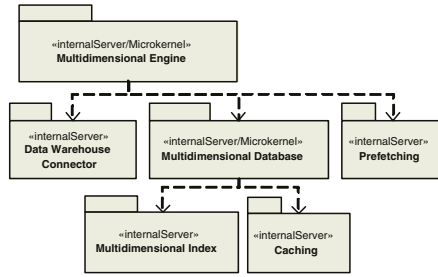 «internalServer/Microkernel»
Multidimensional Engine
«internalServer»
Data Warehouse
Connector
«internalServer/Microkernel»
Multidimensional Database
«internalServer»
Prefetching
«internalServer»
Multidimensional Index
«internalServer»
Caching